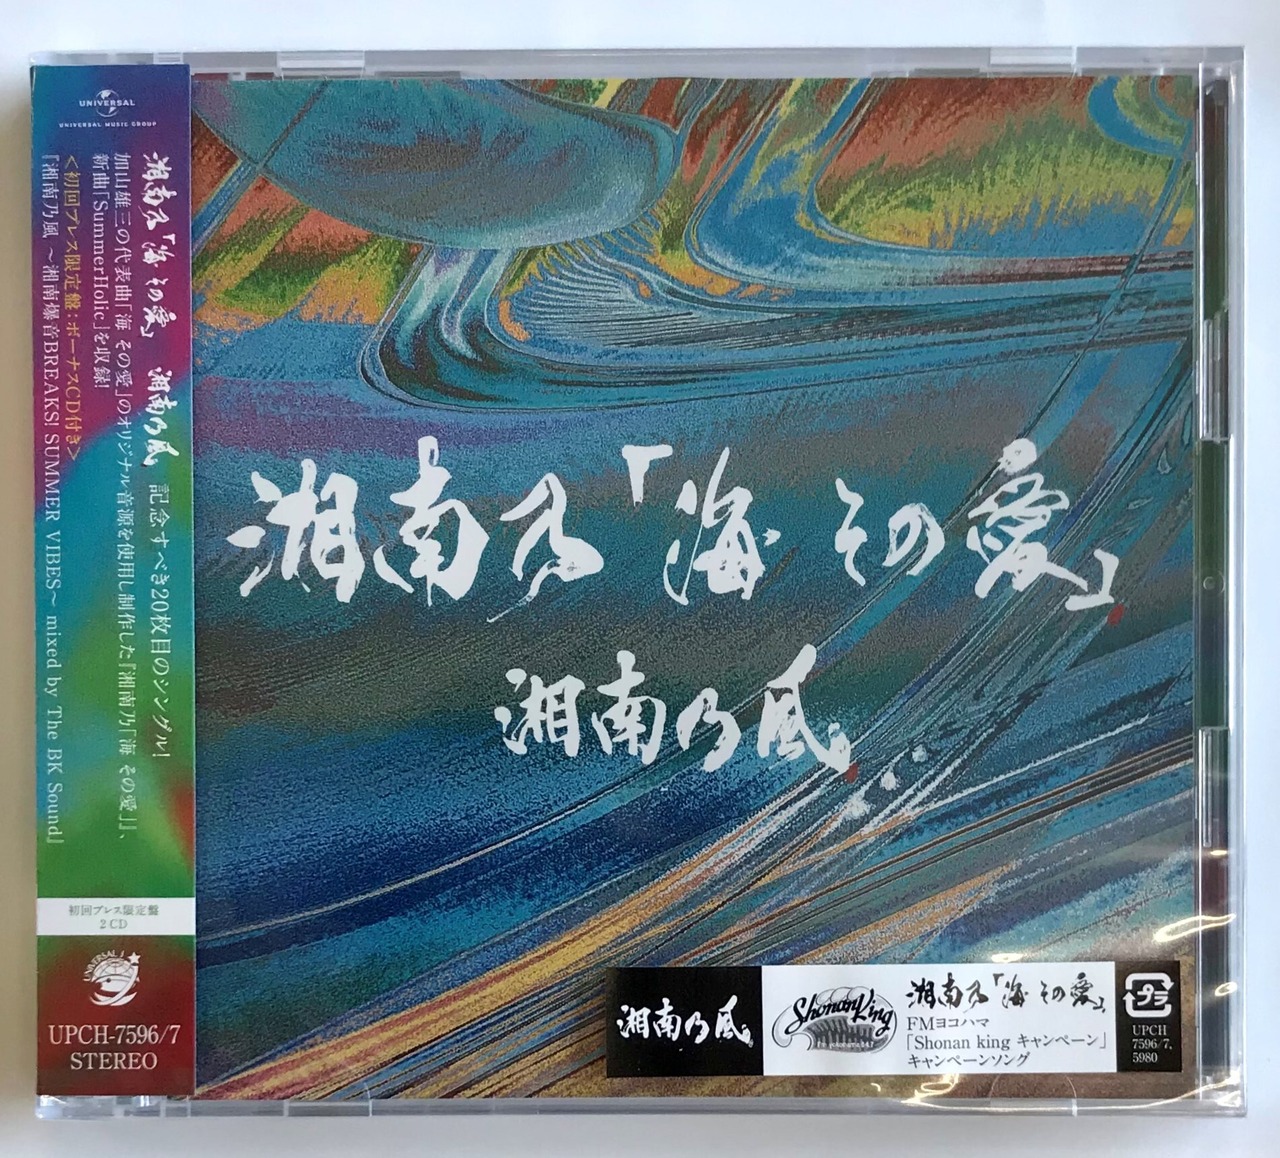 UNIVERSAL
UNIVERSAL MUSIC GROUP
湘南乃「海 その愛」 湘南乃風 記念すべき20枚目のシングル!
加山雄三の代表曲「海 その愛」のオリジナル音源を使用し制作した『湘南乃「海 その愛」』、
新曲「SummerHolic」を収録!
<初回プレス限定盤:ボーナスCD付き>
『湘南乃風 〜湘南爆音BREAKS! SUMMER VIBES〜 mixed by The BK Sound』
初回プレス限定盤
2CD
UNIVERSAL J
UPCH-7596/7
STEREO
湘南乃「海 その愛」
湘南乃風
湘南乃風
Shonan King
Fm yokohama 84.7
湘南乃「海 その愛」
FMヨコハマ
「Shonan king キャンペーン」
キャンペーンソング
プラ
UPCH
7596/7,
5980